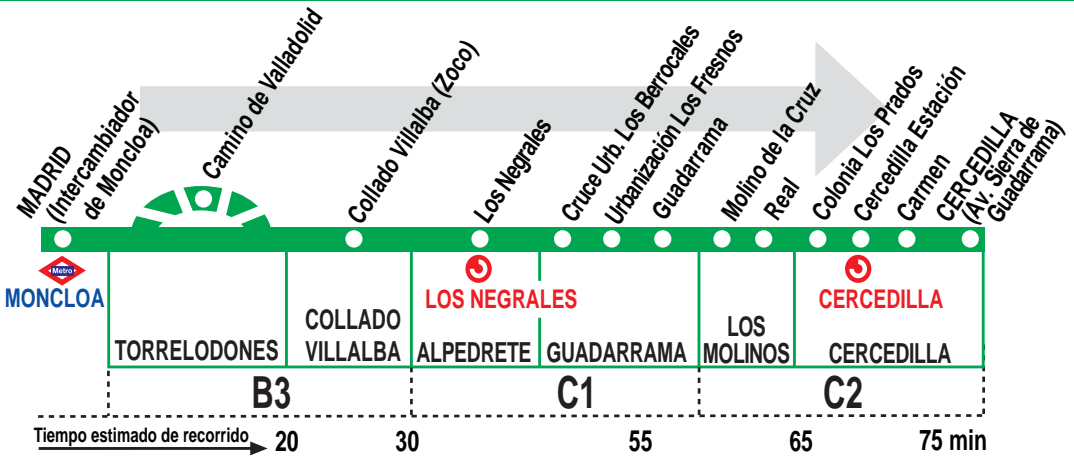 MADRID
(Intercambiador
de Moncloa)
Camino de Valladolid
Collado Villalba (Zoco)
Los Negrales
Cruce Urb. Los Berrocales
Urbanización Los Fresnos
Guadarrama
Molino de la Cruz
Real
Colonia Los Prados
Cercedilla Estación
Carmen
CERCEDILLA
(Av. Sierra de
Guadarrama)
Metro
MONCLOA
LOS NEGRALES
CERCEDILLA
TORRELODONES
COLLADO
VILLALBA
ALPEDRETE
GUADARRAMA
LOS
MOLINOS
CERCEDILLA
B3
C1
C2
Tiempo estimado de recorrido 20 30 55 65 75 min